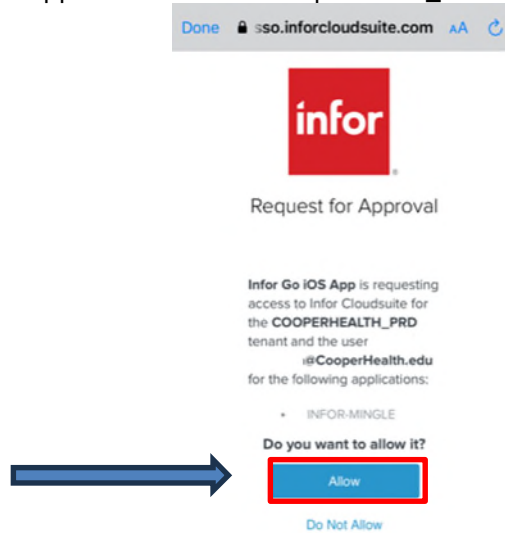 Done sso.inforcloudsuite.com AA
infor
Request for Approval
Infor Go iOS App is requesting
access to Infor Cloudsuite for
the COOPERHEALTH_PRD
tenant and the user
@CooperHealth.edu
for the following applications:
• INFOR-MINGLE
Do you want to allow it?
Allow
Do Not Allow